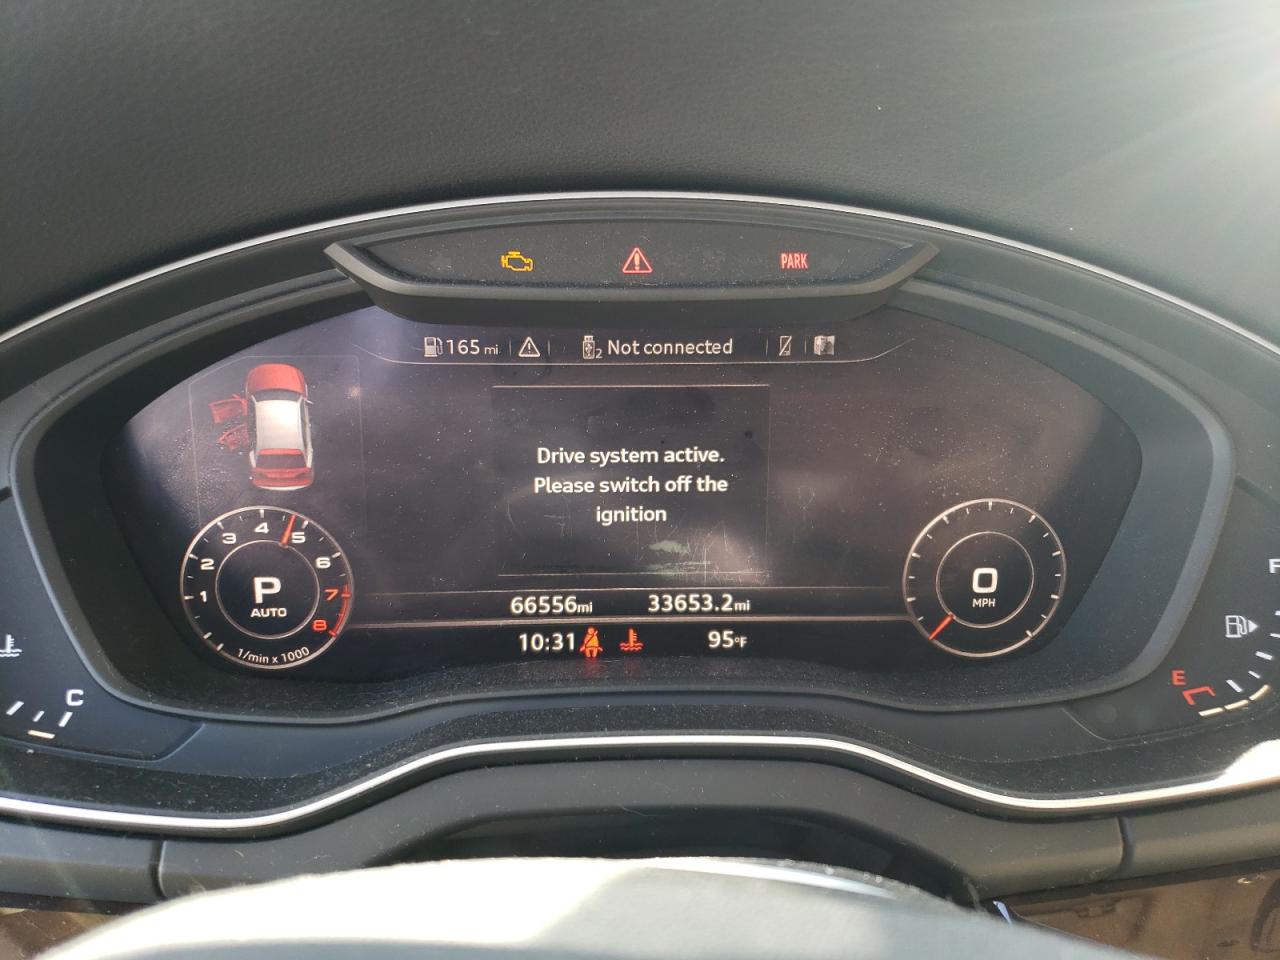 PARK
165 mi
2 Not connected
Drive system active.
Please switch off the
ignition
1 2 3 4 5 6 7 8
P
AUTO
1/min x 1000
0
MPH
66556mi 33653.2mi
10:31 95°F
C
F
E